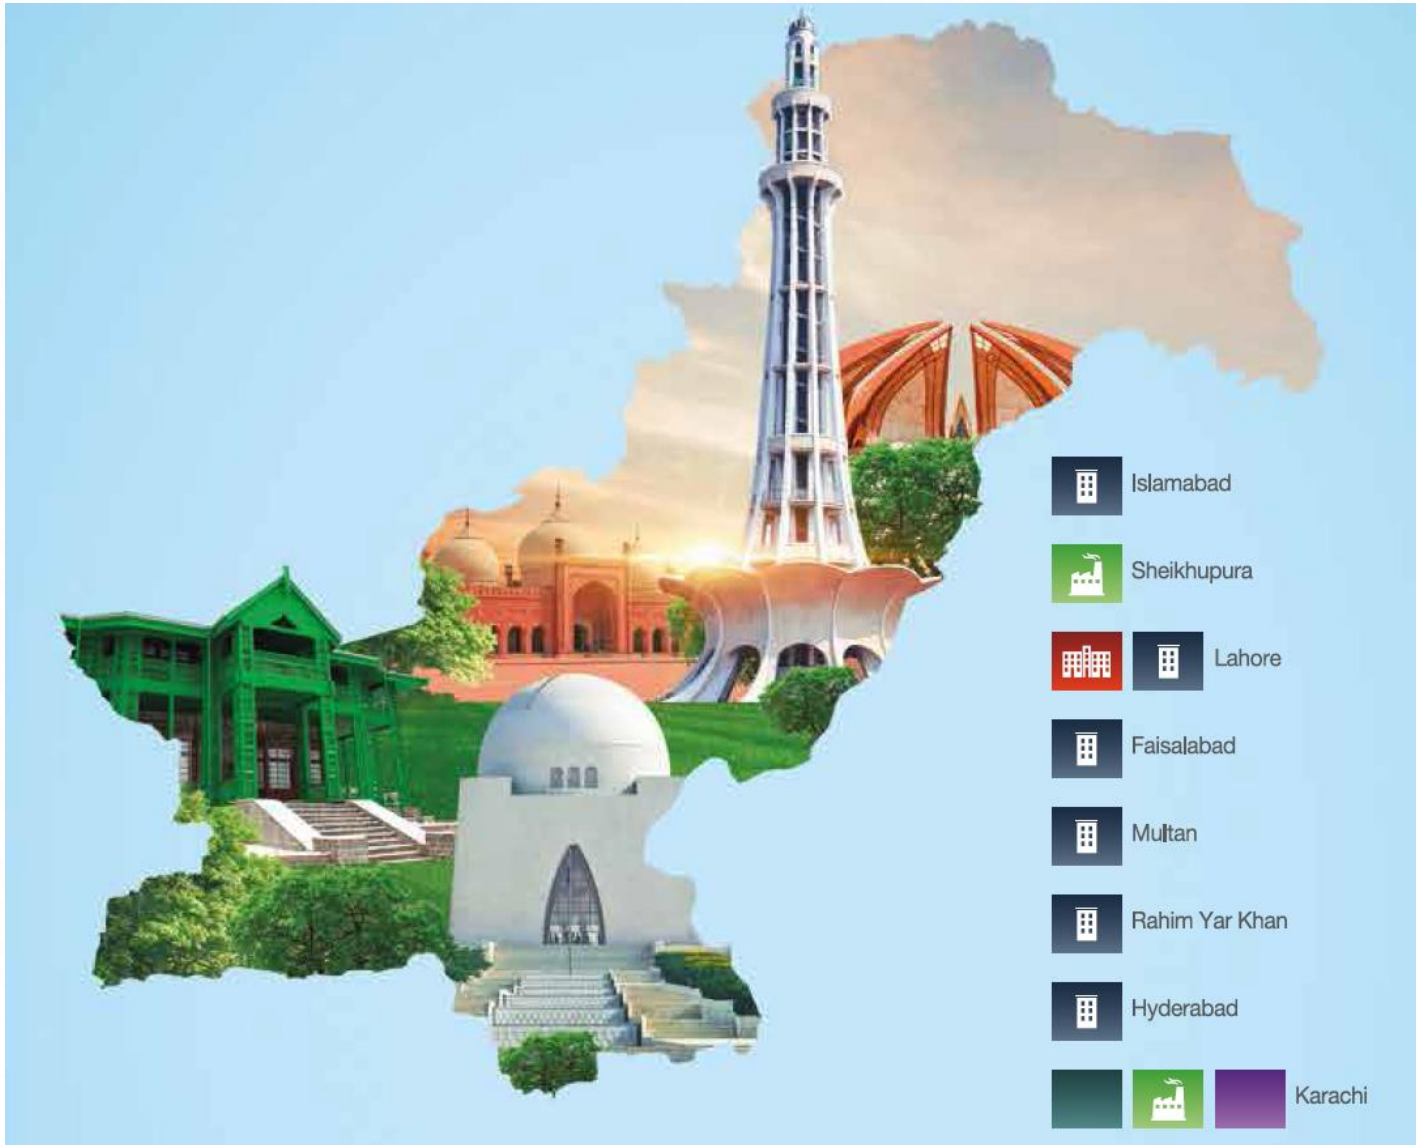 Islamabad
Sheikhupura
Lahore
Faisalabad
Multan
Rahim Yar Khan
Hyderabad
Karachi